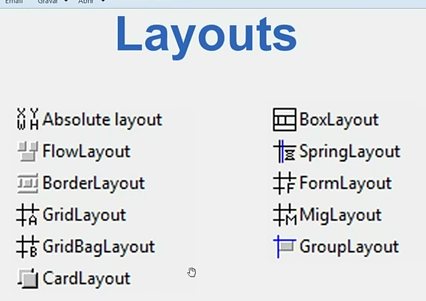 Email Gravar Abrir
Layouts
Absolute layout
FlowLayout
BorderLayout
GridLayout
GridBagLayout
CardLayout
BoxLayout
SpringLayout
FormLayout
MigLayout
GroupLayout